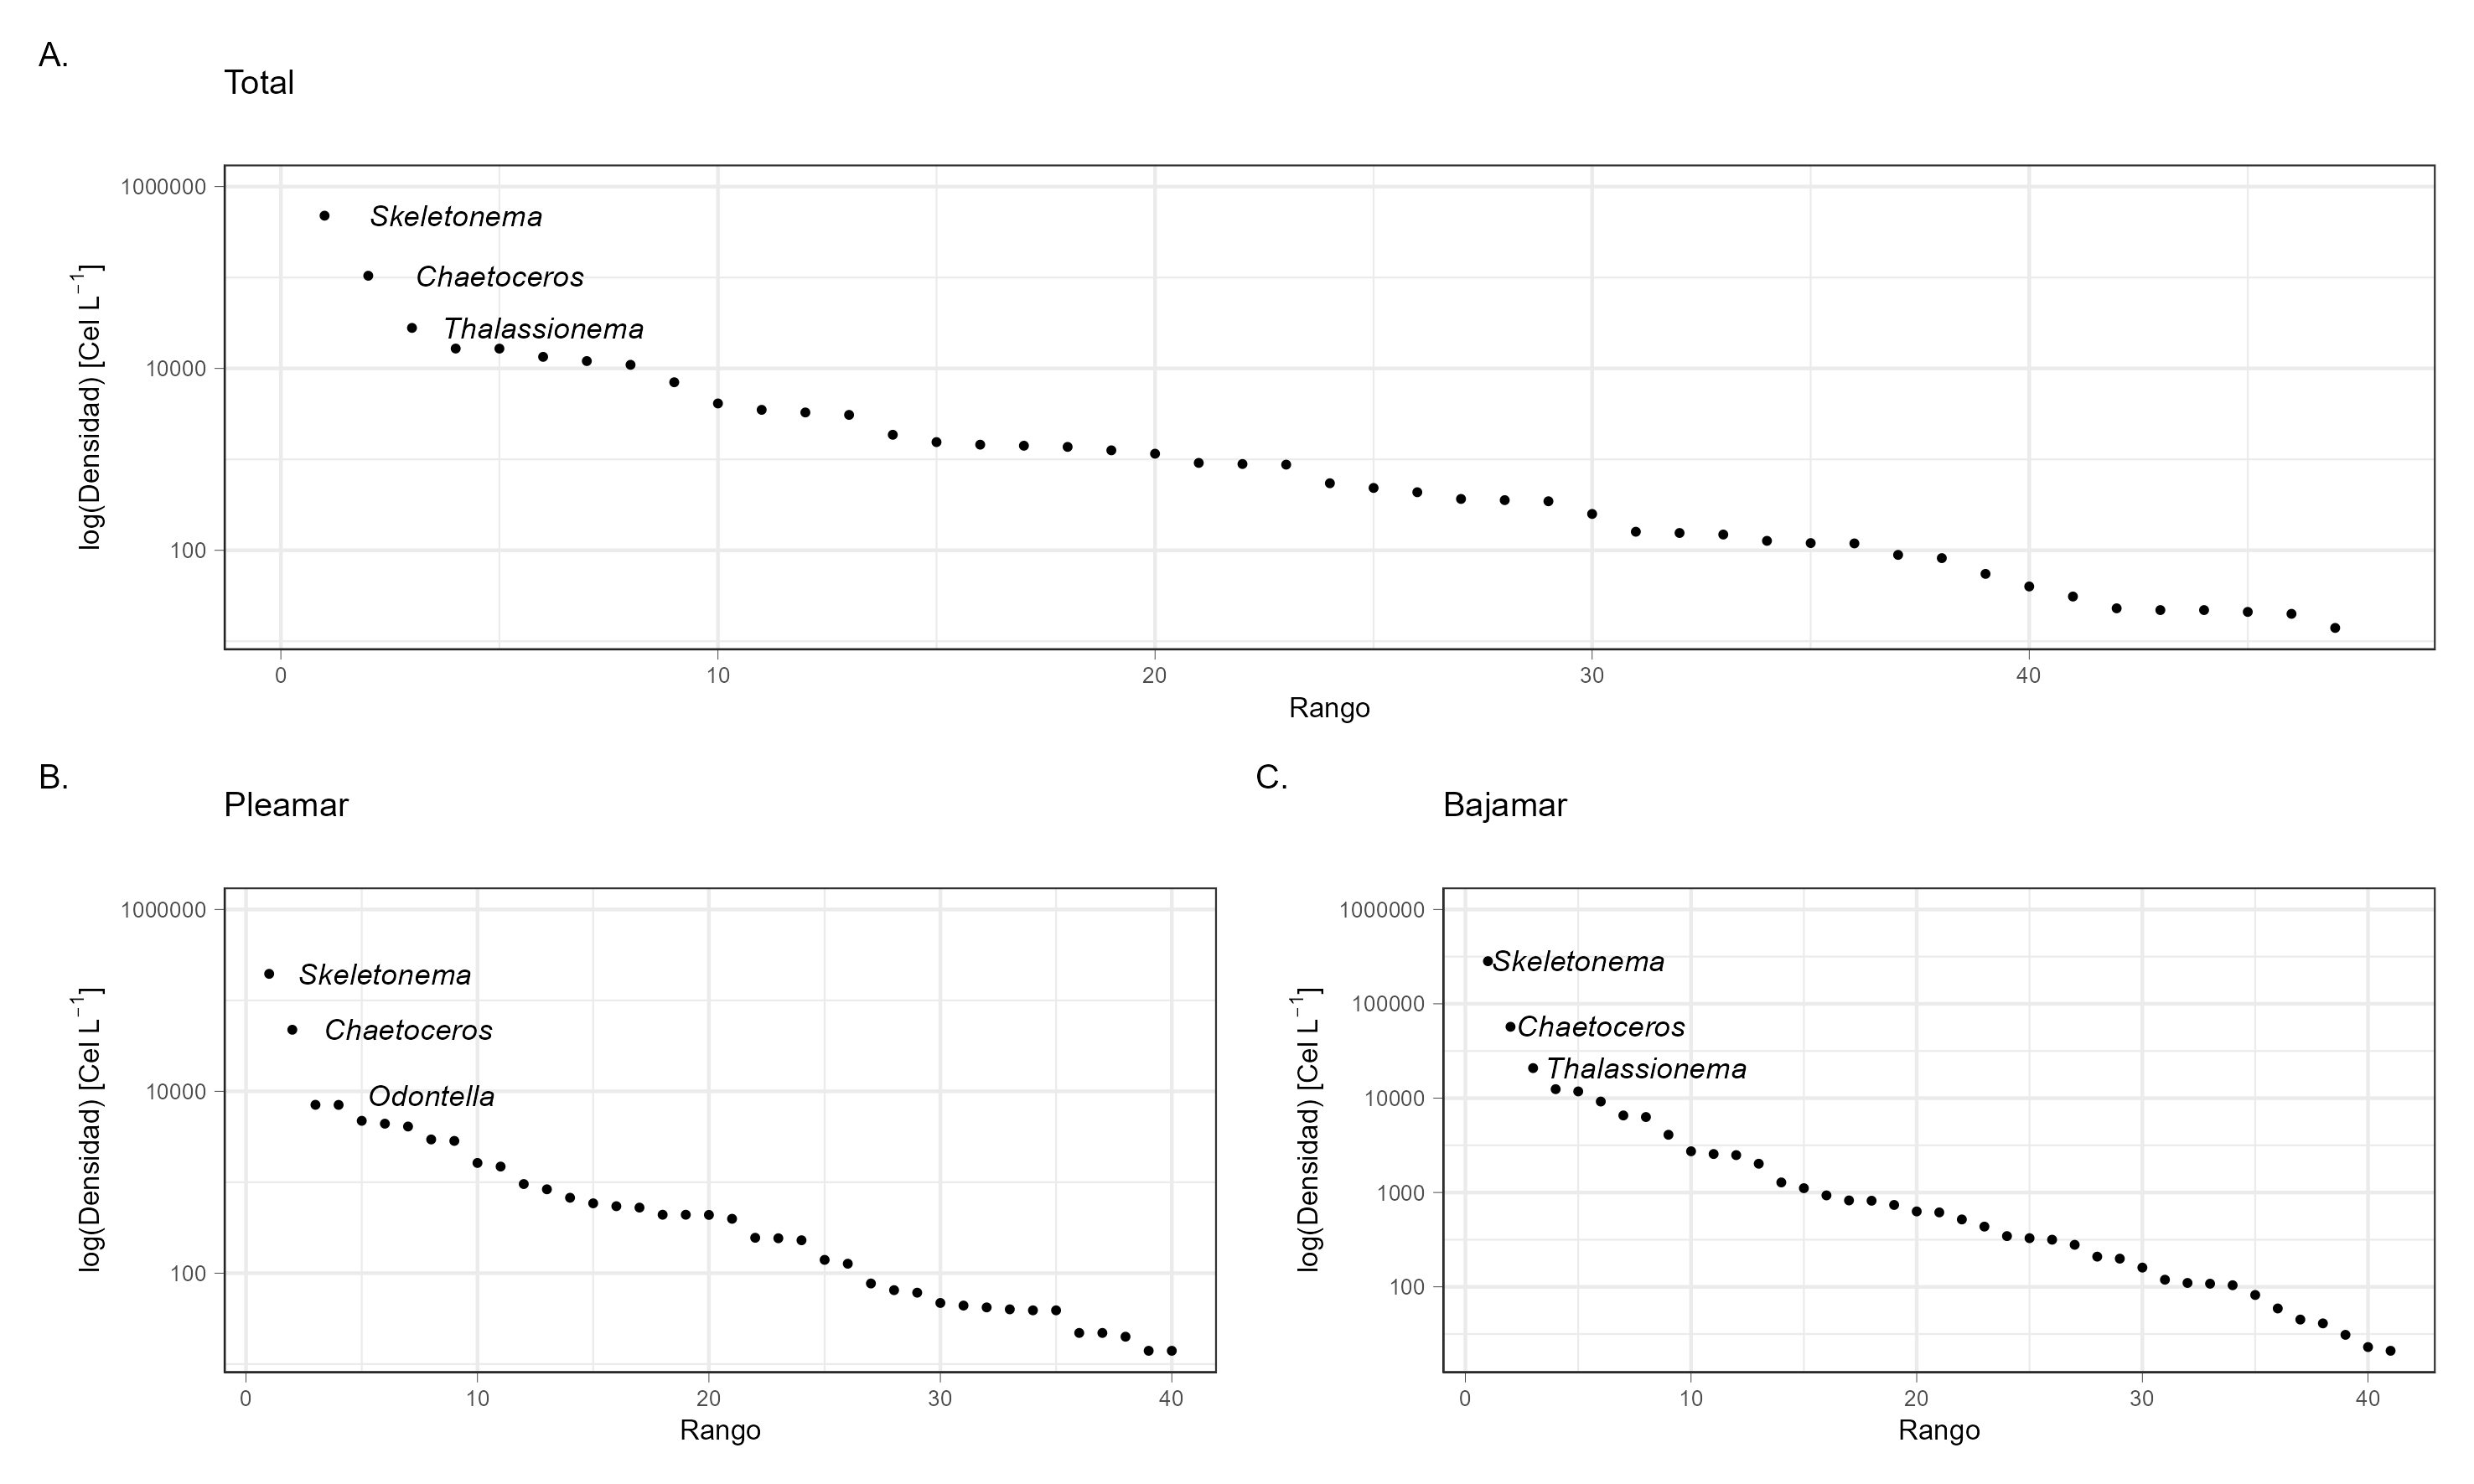 A.
Total
1000000
10000
100
log(Densidad) [Cel L⁻¹]
Skeletonema
Chaetoceros
Thalassionema
0 10 20 30 40
Rango
B.
Pleamar
1000000
10000
100
log(Densidad) [Cel L⁻¹]
Skeletonema
Chaetoceros
Odontella
0 10 20 30 40
Rango
C.
Bajamar
1000000
100000
10000
1000
100
log(Densidad) [Cel L⁻¹]
Skeletonema
Chaetoceros
Thalassionema
0 10 20 30 40
Rango